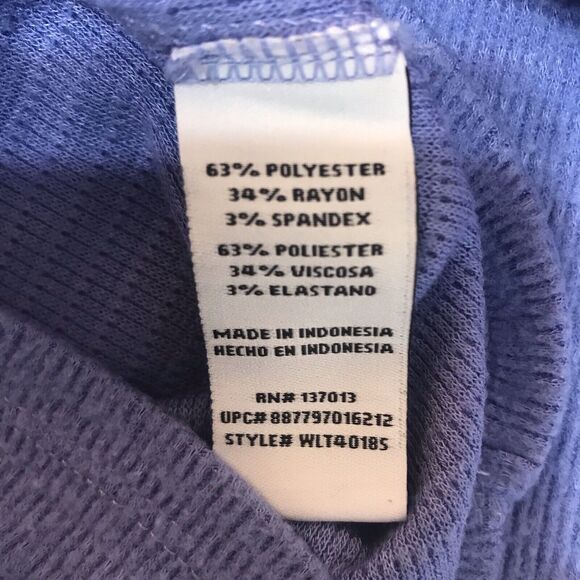 63% POLYESTER
34% RAYON
3% SPANDEX
63% POLIESTER
34% VISCOSA
3% ELASTANO
MADE IN INDONESIA
HECHO EN INDONESIA
RN# 137013
UPC# 887797016212
STYLE# WLT4018S